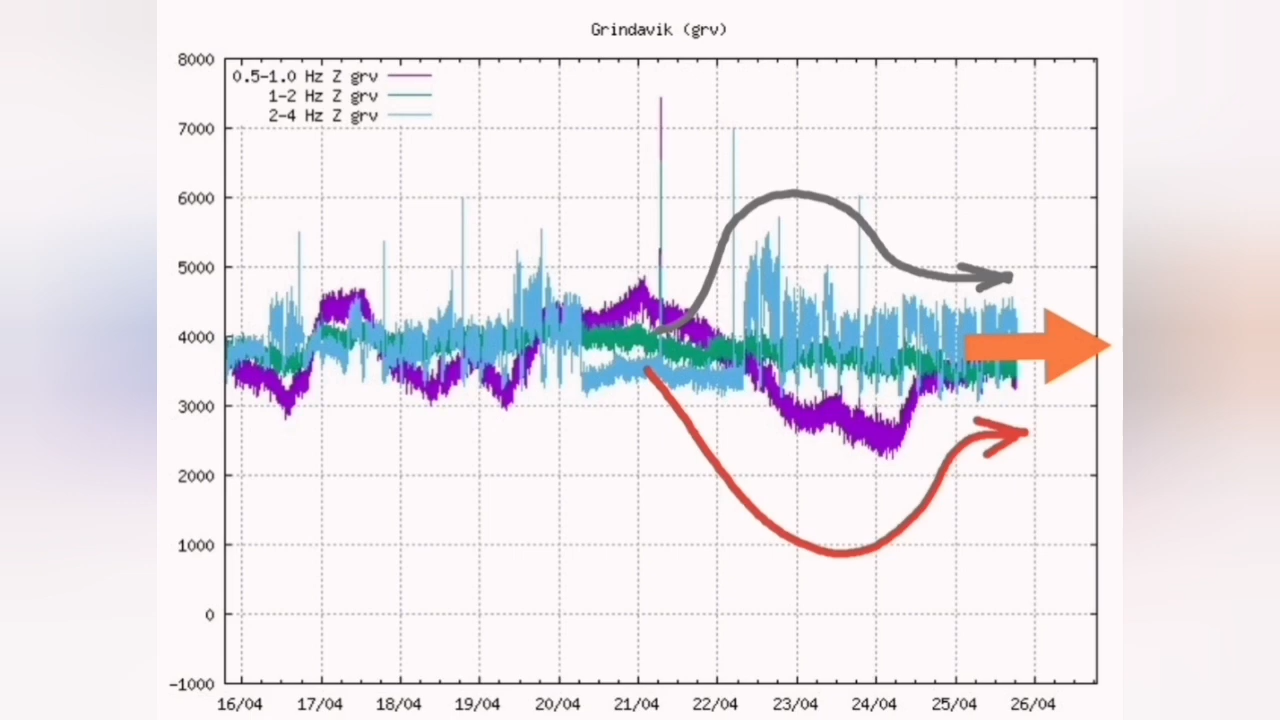 Grindavik (grv)
8000
0.5-1.0 Hz Z grv
1-2 Hz Z grv
2-4 Hz Z grv
7000
6000
5000
4000
3000
2000
1000
0
-1000
16/04 17/04 18/04 19/04 20/04 21/04 22/04 23/04 24/04 25/04 26/04